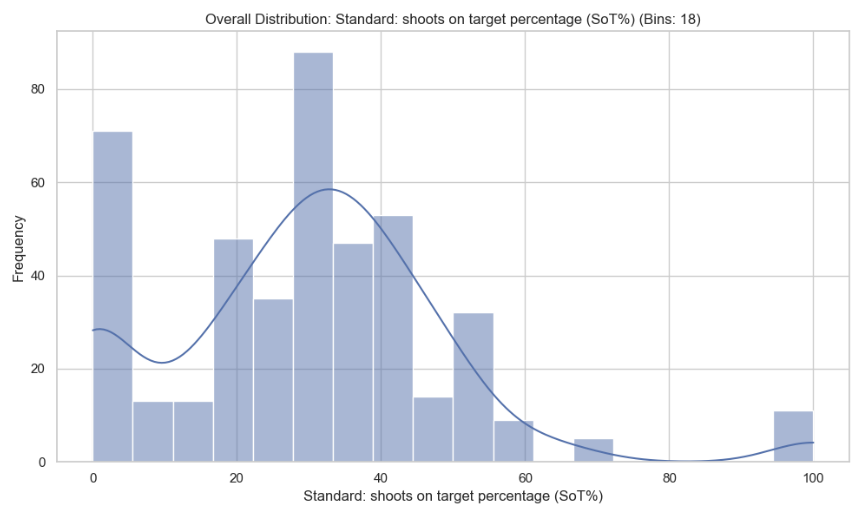 Overall Distribution: Standard: shoots on target percentage (SoT%) (Bins: 18)
Frequency
80
60
40
20
0
0 20 40 60 80 100
Standard: shoots on target percentage (SoT%)